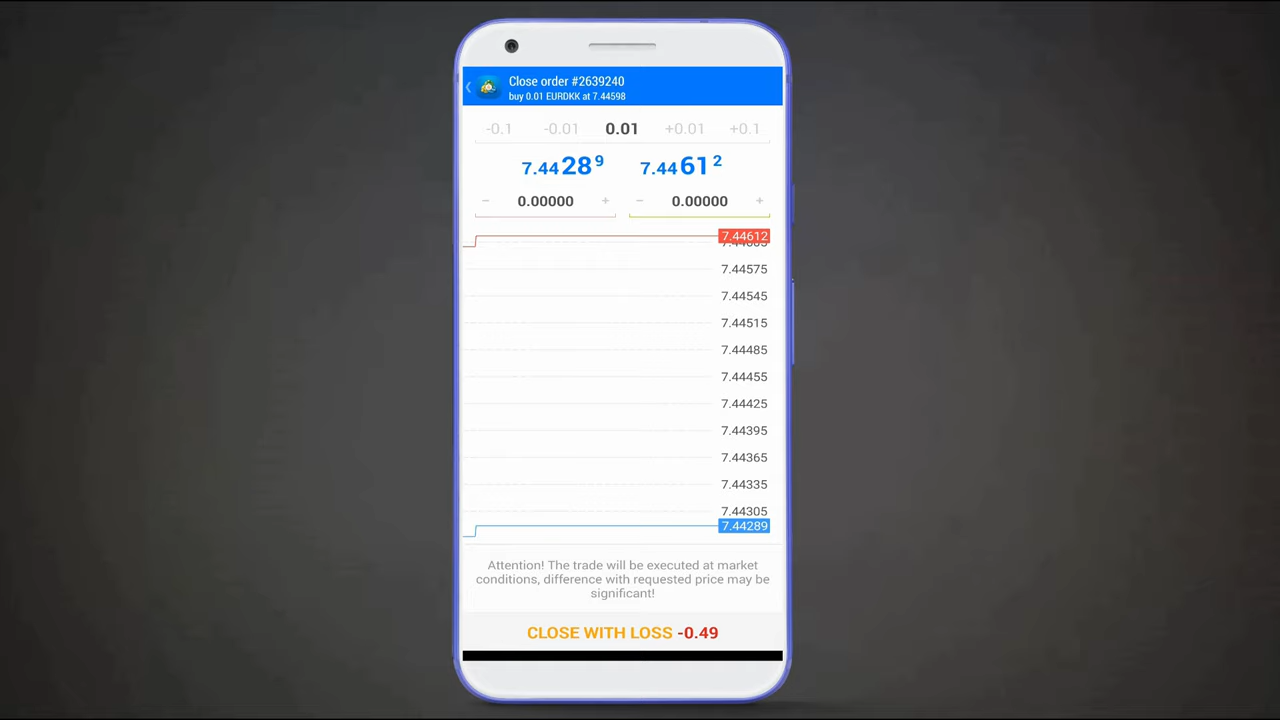 Close order #2639240
buy 0.01 EURDKK at 7.44598
-0.1 -0.01 0.01 +0.01 +0.1
7.44289 7.44612
− 0.00000 + − 0.00000 +
7.44612
7.44575
7.44545
7.44515
7.44485
7.44455
7.44425
7.44395
7.44365
7.44335
7.44305
7.44289
Attention! The trade will be executed at market
conditions, difference with requested price may be
significant!
CLOSE WITH LOSS -0.49